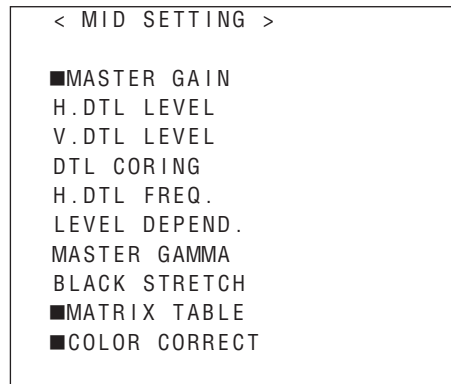 < MID SETTING >
■MASTER GAIN
H.DTL LEVEL
V.DTL LEVEL
DTL CORING
H.DTL FREQ.
LEVEL DEPEND.
MASTER GAMMA
BLACK STRETCH
■MATRIX TABLE
■COLOR CORRECT